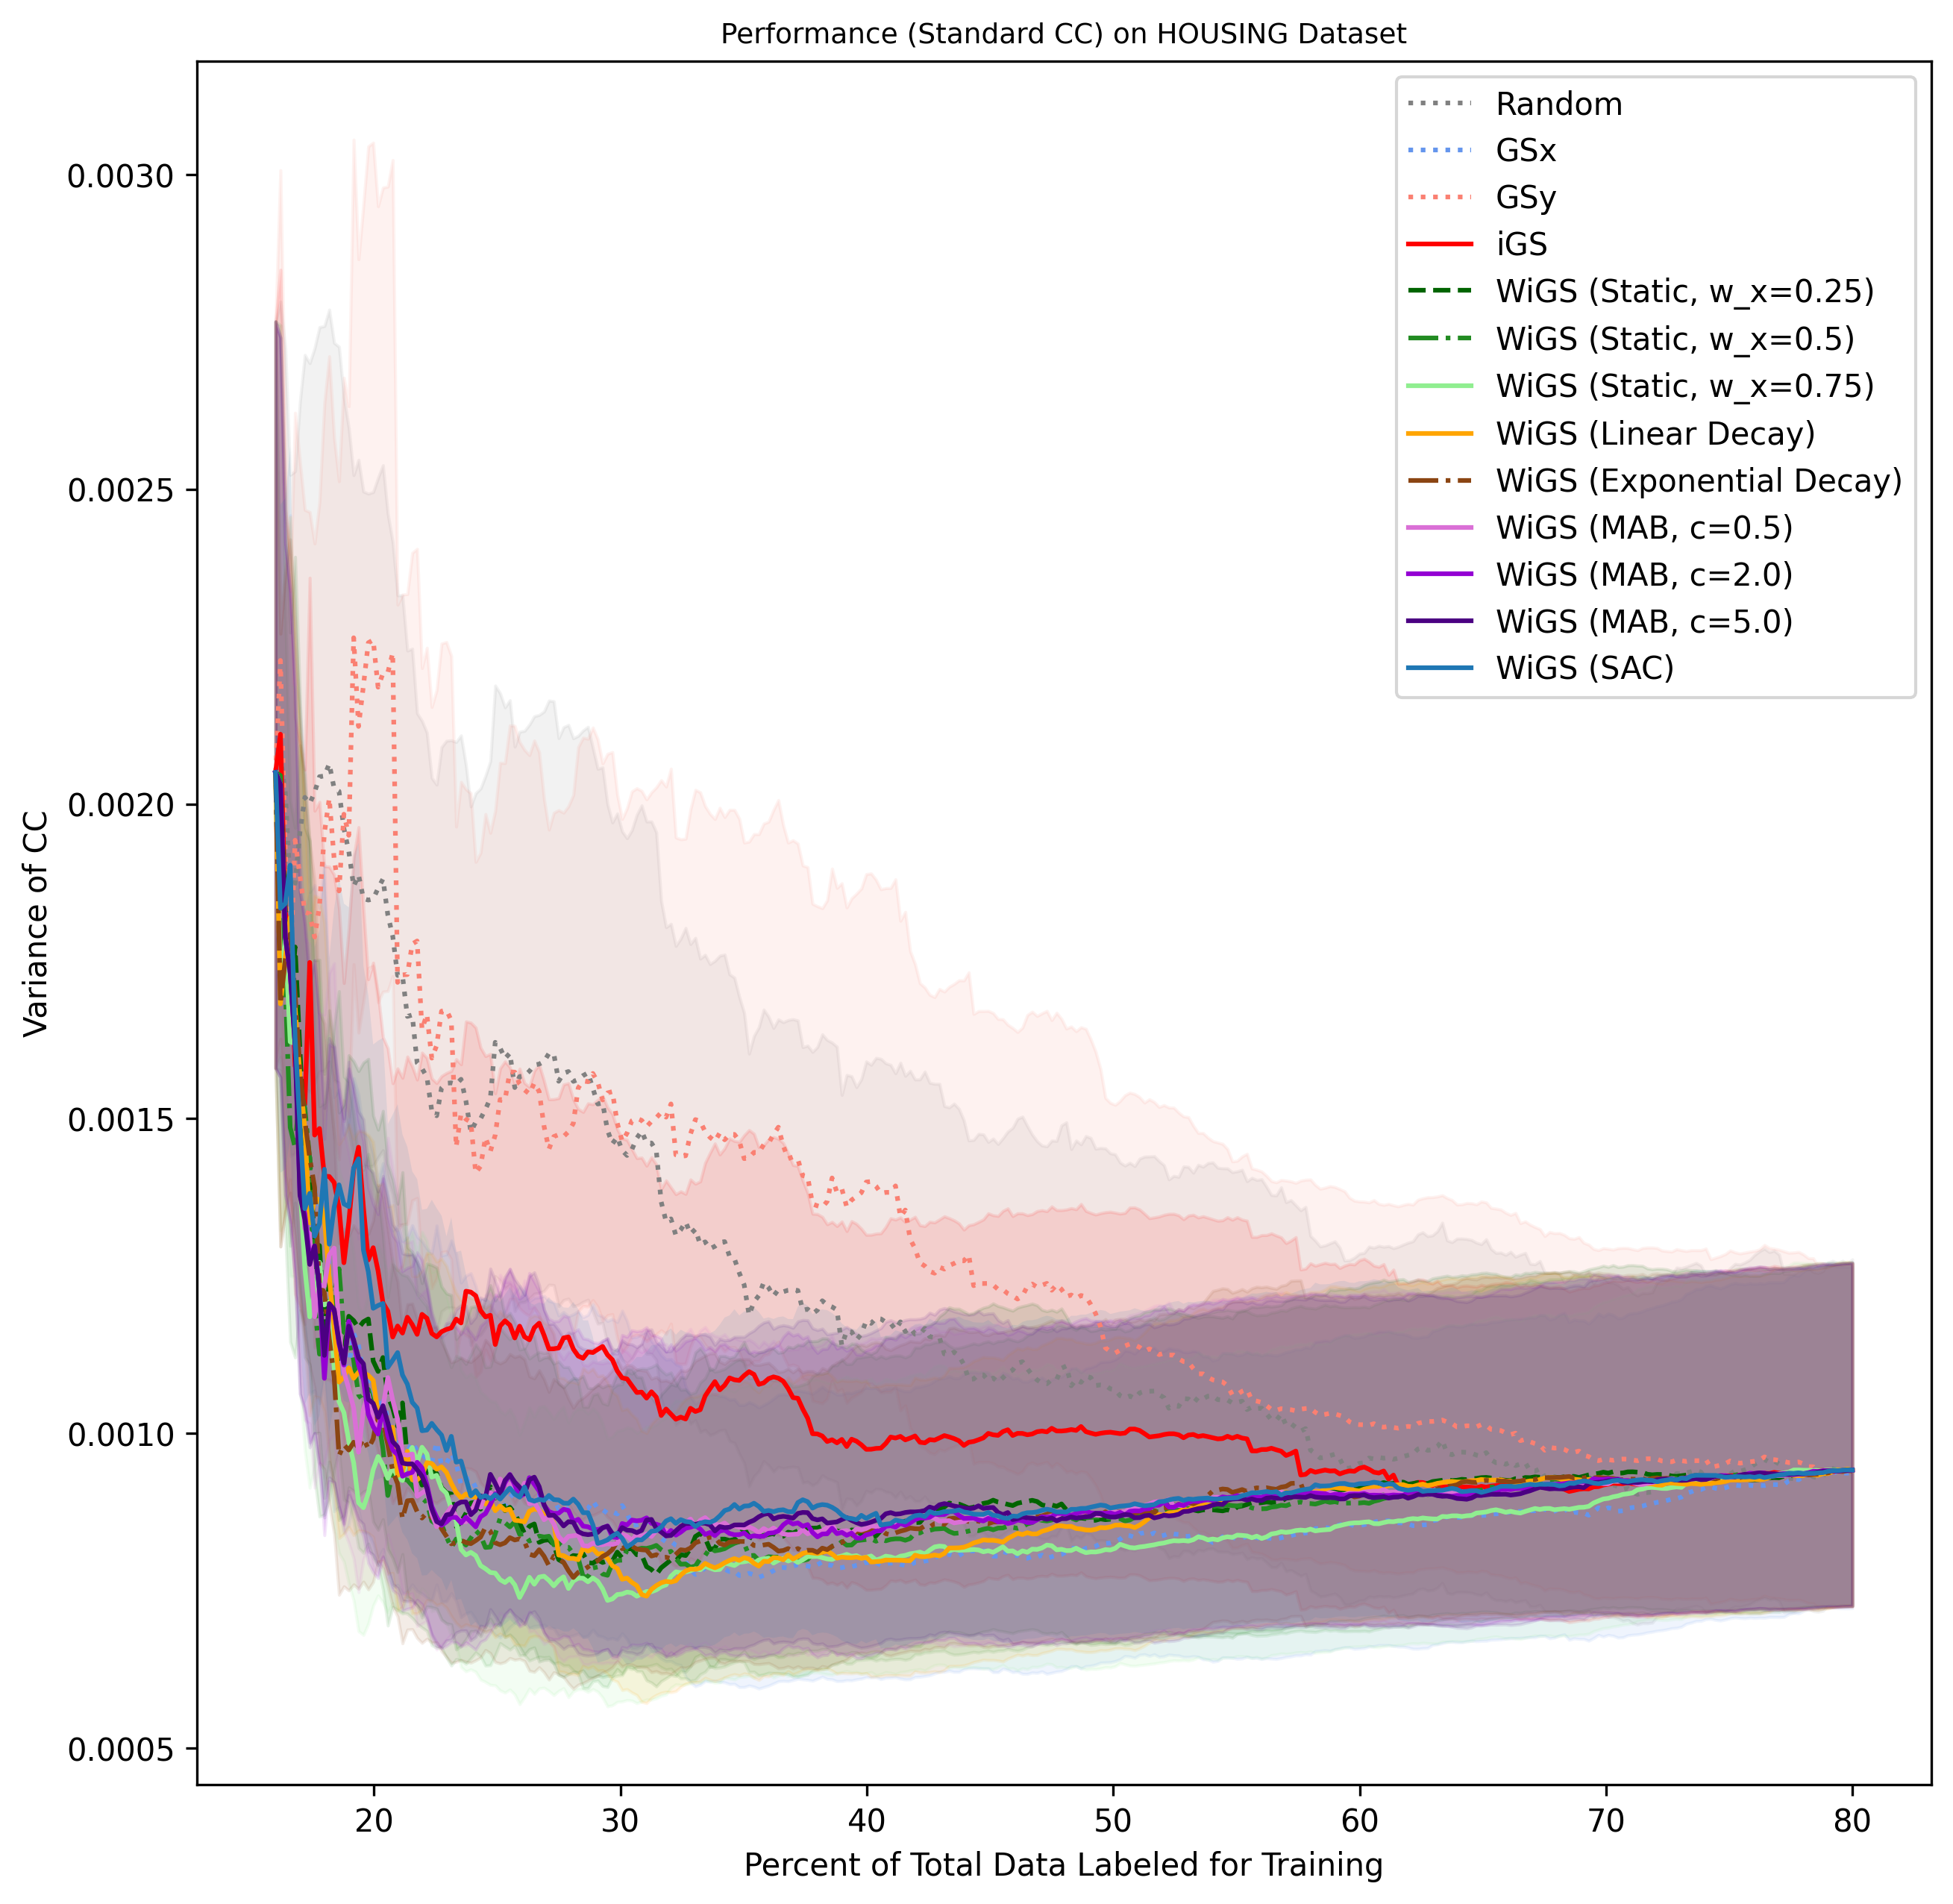 Performance (Standard CC) on HOUSING Dataset
Variance of CC
0.0030
0.0025
0.0020
0.0015
0.0010
0.0005
Random
GSx
GSy
iGS
WiGS (Static, w_x=0.25)
WiGS (Static, w_x=0.5)
WiGS (Static, w_x=0.75)
WiGS (Linear Decay)
WiGS (Exponential Decay)
WiGS (MAB, c=0.5)
WiGS (MAB, c=2.0)
WiGS (MAB, c=5.0)
WiGS (SAC)
20 30 40 50 60 70 80
Percent of Total Data Labeled for Training